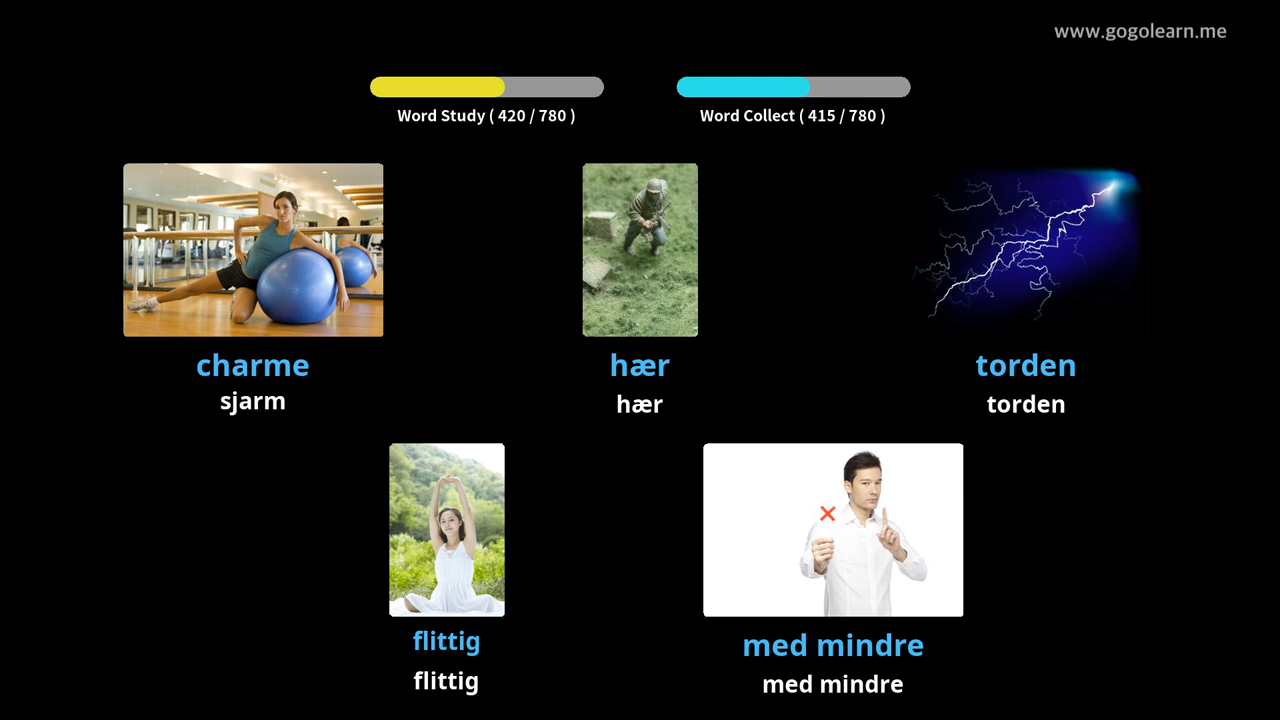 www.gogolearn.me
Word Study ( 420 / 780 )
Word Collect ( 415 / 780 )
charme
sjarm
hær
hær
torden
torden
flittig
flittig
med mindre
med mindre